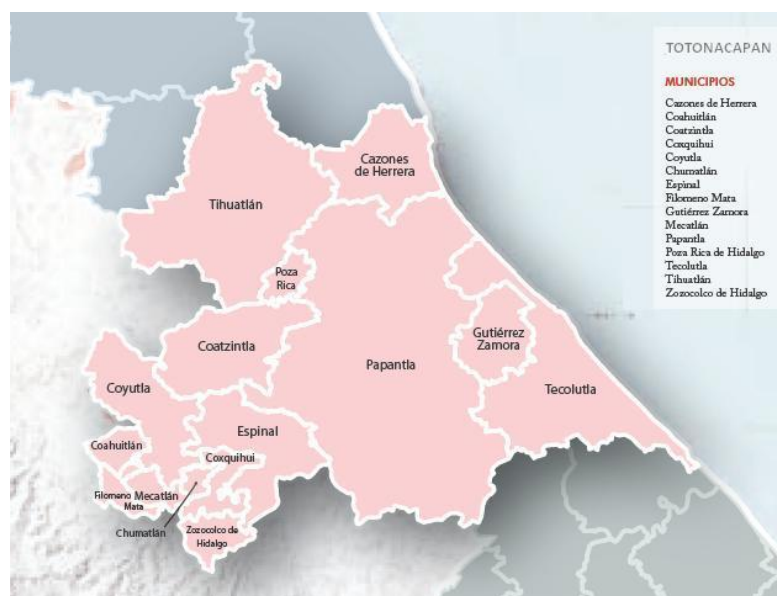 TOTONACAPAN
MUNICIPIOS
Cazones de Herrera
Coahuitlán
Coatzintla
Coxquihui
Coyutla
Chumatlán
Espinal
Filomeno Mata
Gutiérrez Zamora
Mecatlán
Papantla
Poza Rica de Hidalgo
Tecolutla
Tihuatlán
Zozocolco de Hidalgo
Cazones
de Herrera
Tihuatlán
Poza
Rica
Gutiérrez
Zamora
Coatzintla
Papantla
Tecolutla
Coyutla
Espinal
Coahuitlán
Coxquihui
Filomeno
Mata
Mecatlán
Chumatlán
Zozocolco de
Hidalgo